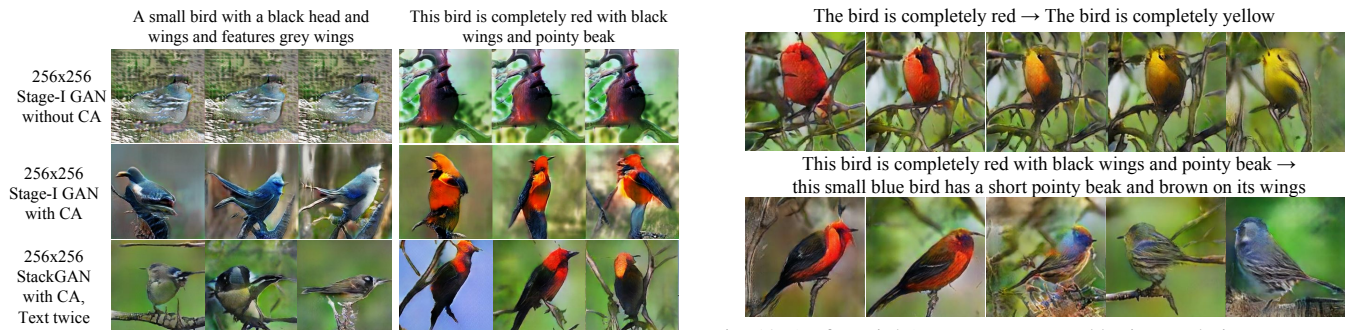 A small bird with a black head and
wings and features grey wings
This bird is completely red with black
wings and pointy beak
256x256
Stage-I GAN
without CA
256x256
Stage-I GAN
with CA
256x256
StackGAN
with CA,
Text twice
The bird is completely red → The bird is completely yellow
This bird is completely red with black wings and pointy beak →
this small blue bird has a short pointy beak and brown on its wings